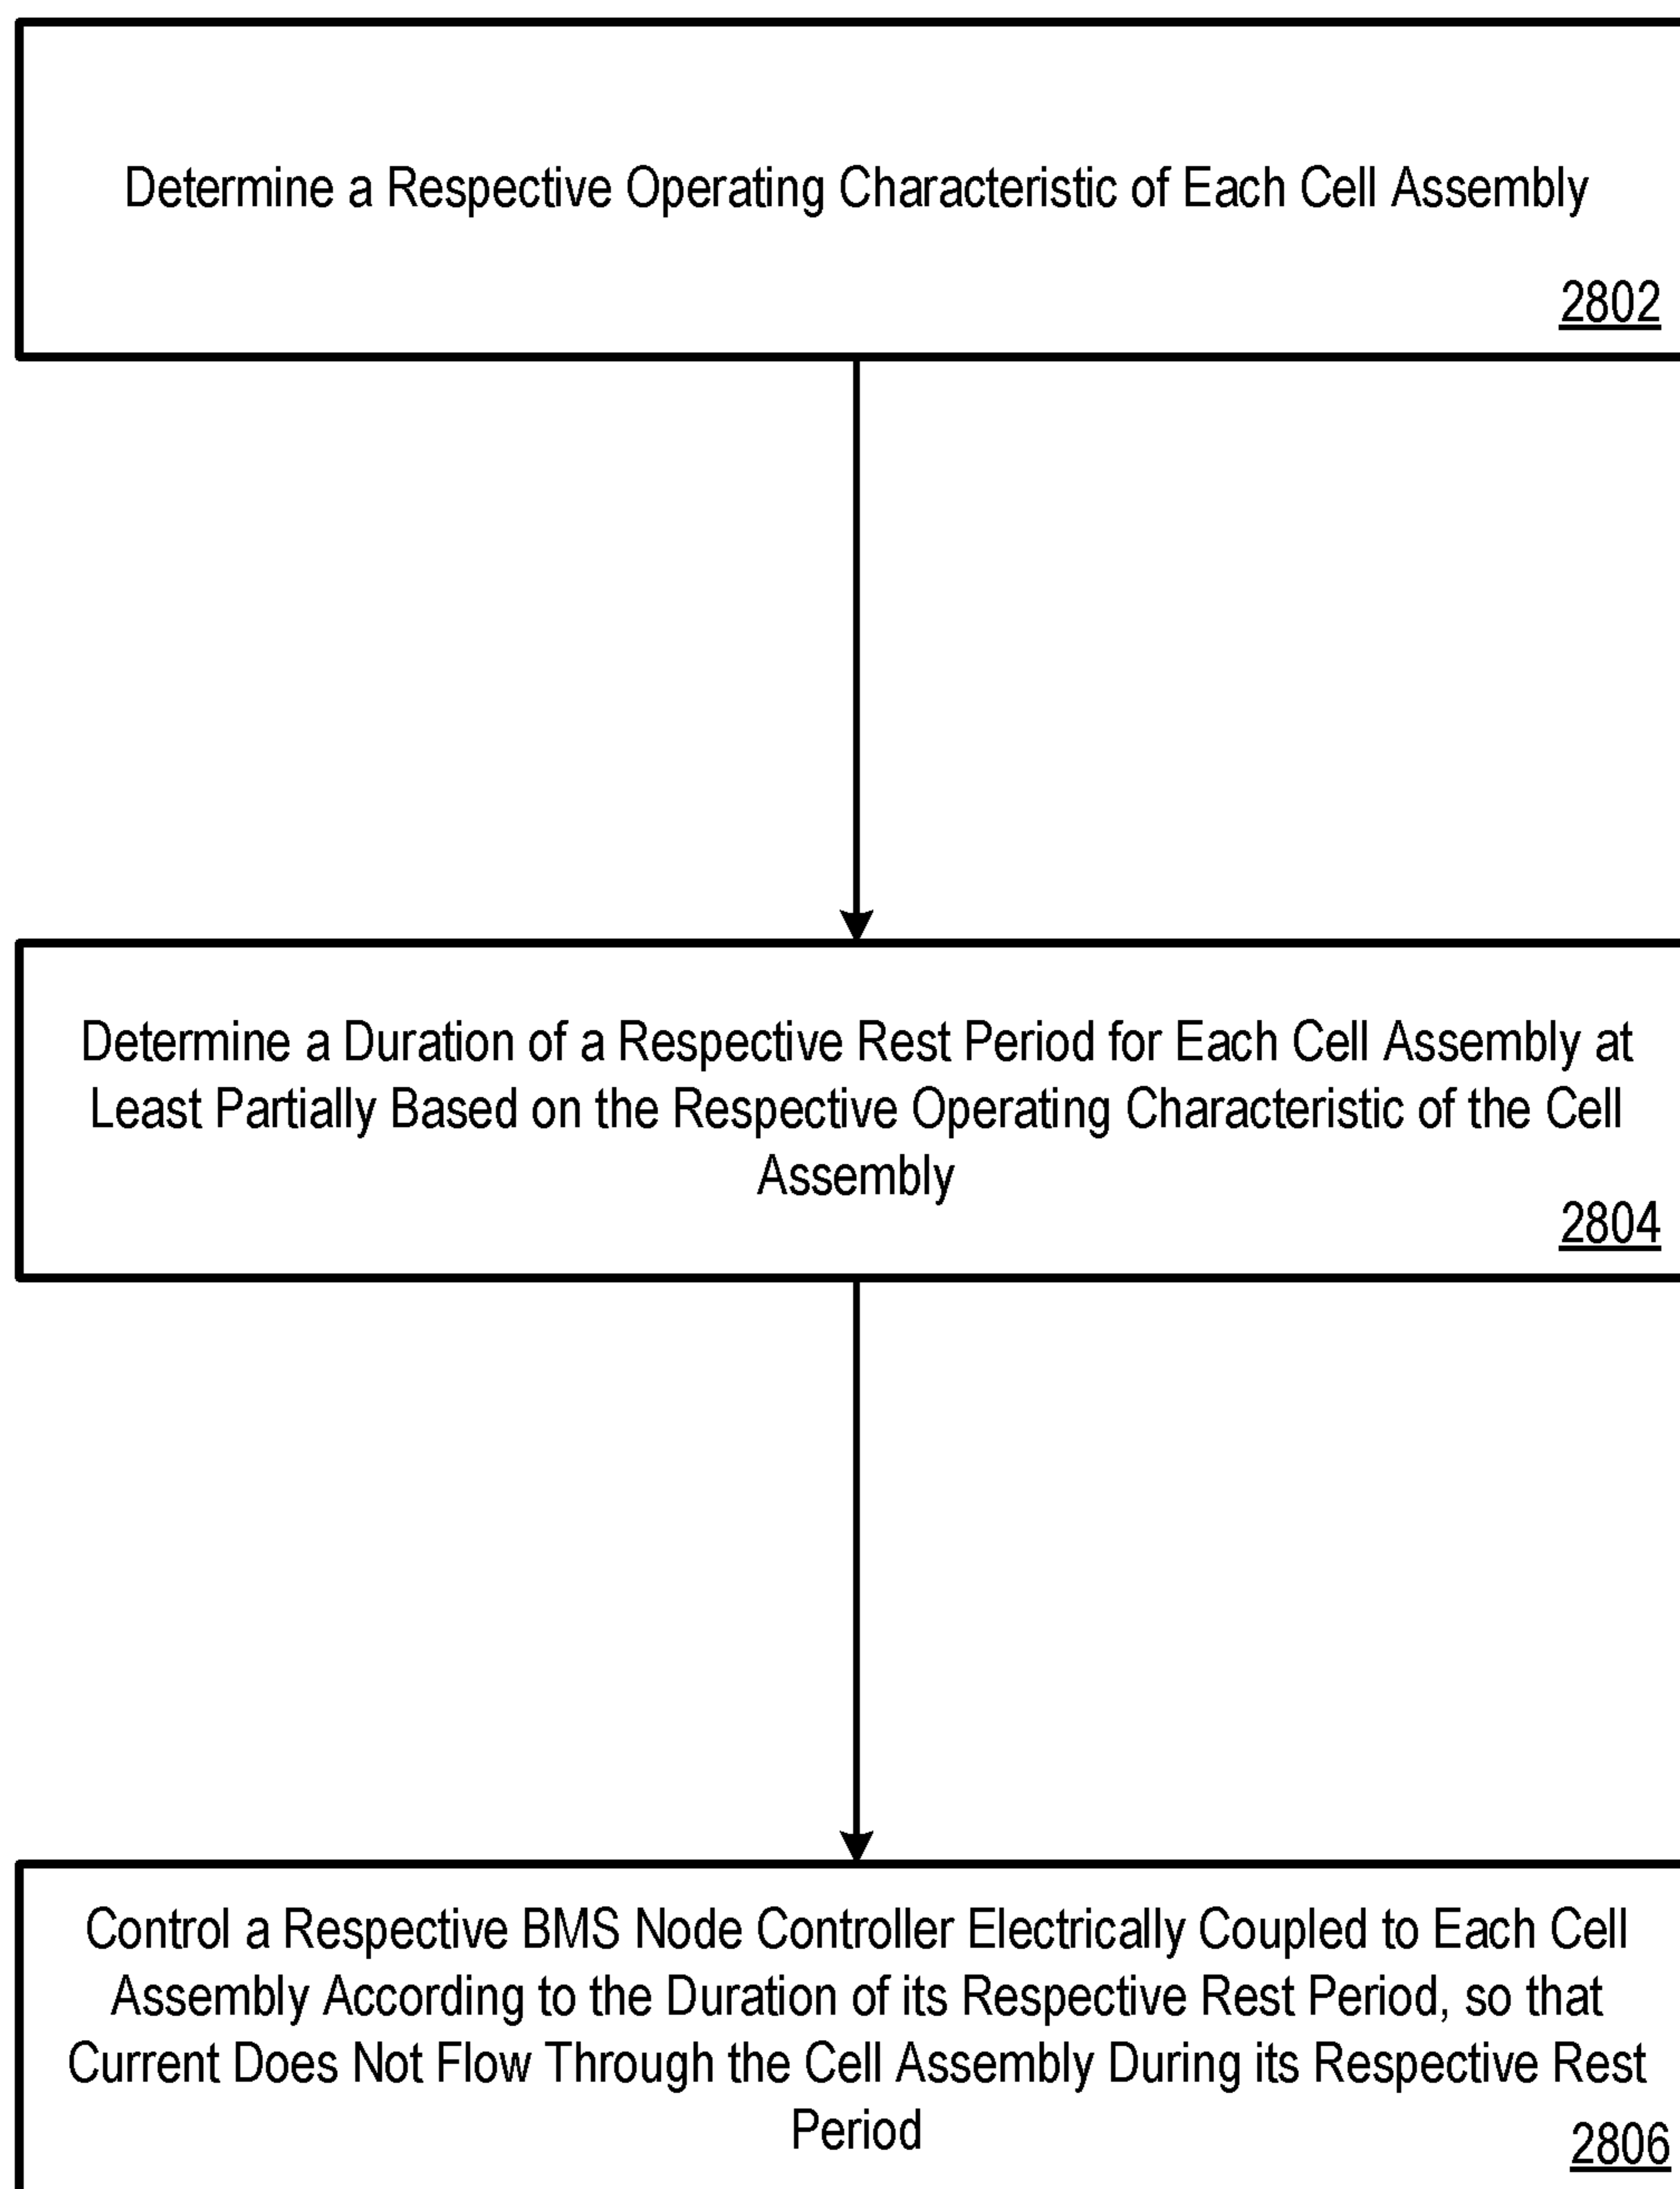 Determine a Respective Operating Characteristic of Each Cell Assembly
2802
Determine a Duration of a Respective Rest Period for Each Cell Assembly at
Least Partially Based on the Respective Operating Characteristic of the Cell
Assembly
2804
Control a Respective BMS Node Controller Electrically Coupled to Each Cell
Assembly According to the Duration of its Respective Rest Period, so that
Current Does Not Flow Through the Cell Assembly During its Respective Rest
Period
2806